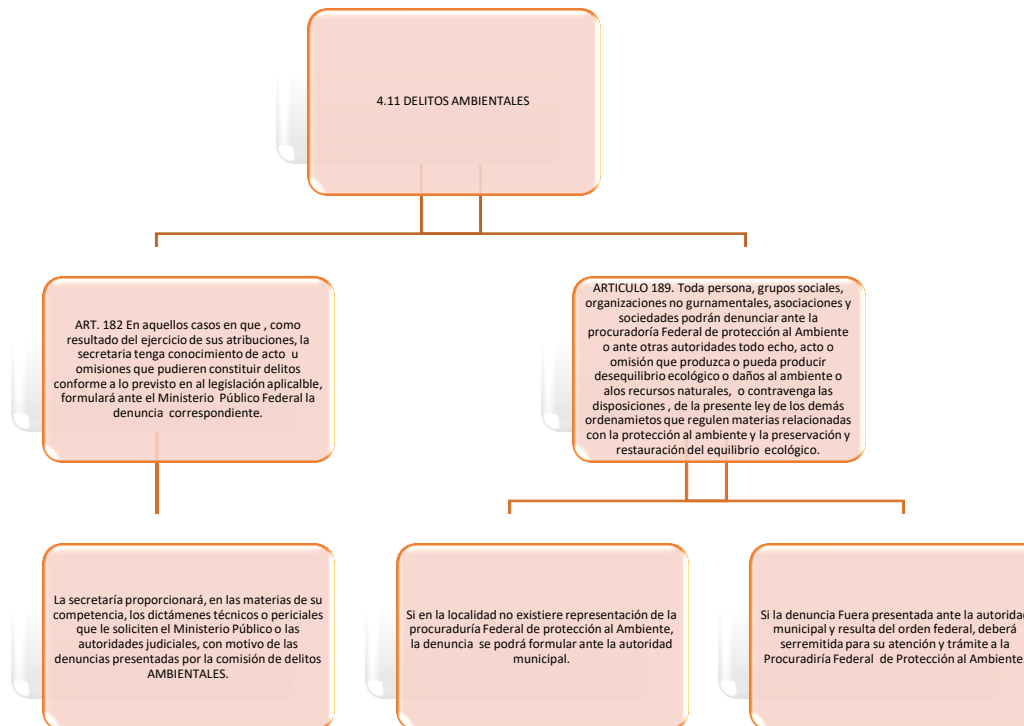 4.11 DELITOS AMBIENTALES
ART. 182 En aquellos casos en que , como
resultado del ejercicio de sus atribuciones, la
secretaria tenga conocimiento de acto u
omisiones que pudieren constituir delitos
conforme a lo previsto en al legislación aplicalble,
formulará ante el Ministerio Público Federal la
denuncia correspondiente.
ARTICULO 189. Toda persona, grupos sociales,
organizaciones no gurnamentales, asociaciones y
sociedades podrán denunciar ante la
procuradoría Federal de protección al Ambiente
o ante otras autoridades todo echo, acto o
omisión que produzca o pueda producir
desequilibrio ecológico o daños al ambiente o
alos recursos naturales, o contravenga las
disposiciones , de la presente ley de los demás
ordenamietos que regulen materias relacionadas
con la protección al ambiente y la preservación y
restauración del equilibrio ecológico.
La secretaría proporcionará, en las materias de su
competencia, los dictámenes técnicos o periciales
que le soliciten el Ministerio Público o las
autoridades judiciales, con motivo de las
denuncias presentadas por la comisión de delitos
AMBIENTALES.
Si en la localidad no existiere representación de la
procuraduría Federal de protección al Ambiente,
la denuncia se podrá formular ante la autoridad
municipal.
Si la denuncia Fuera presentada ante la autoridad
municipal y resulta del orden federal, deberá
serremitida para su atención y trámite a la
Procuradiría Federal de Protección al Ambiente.